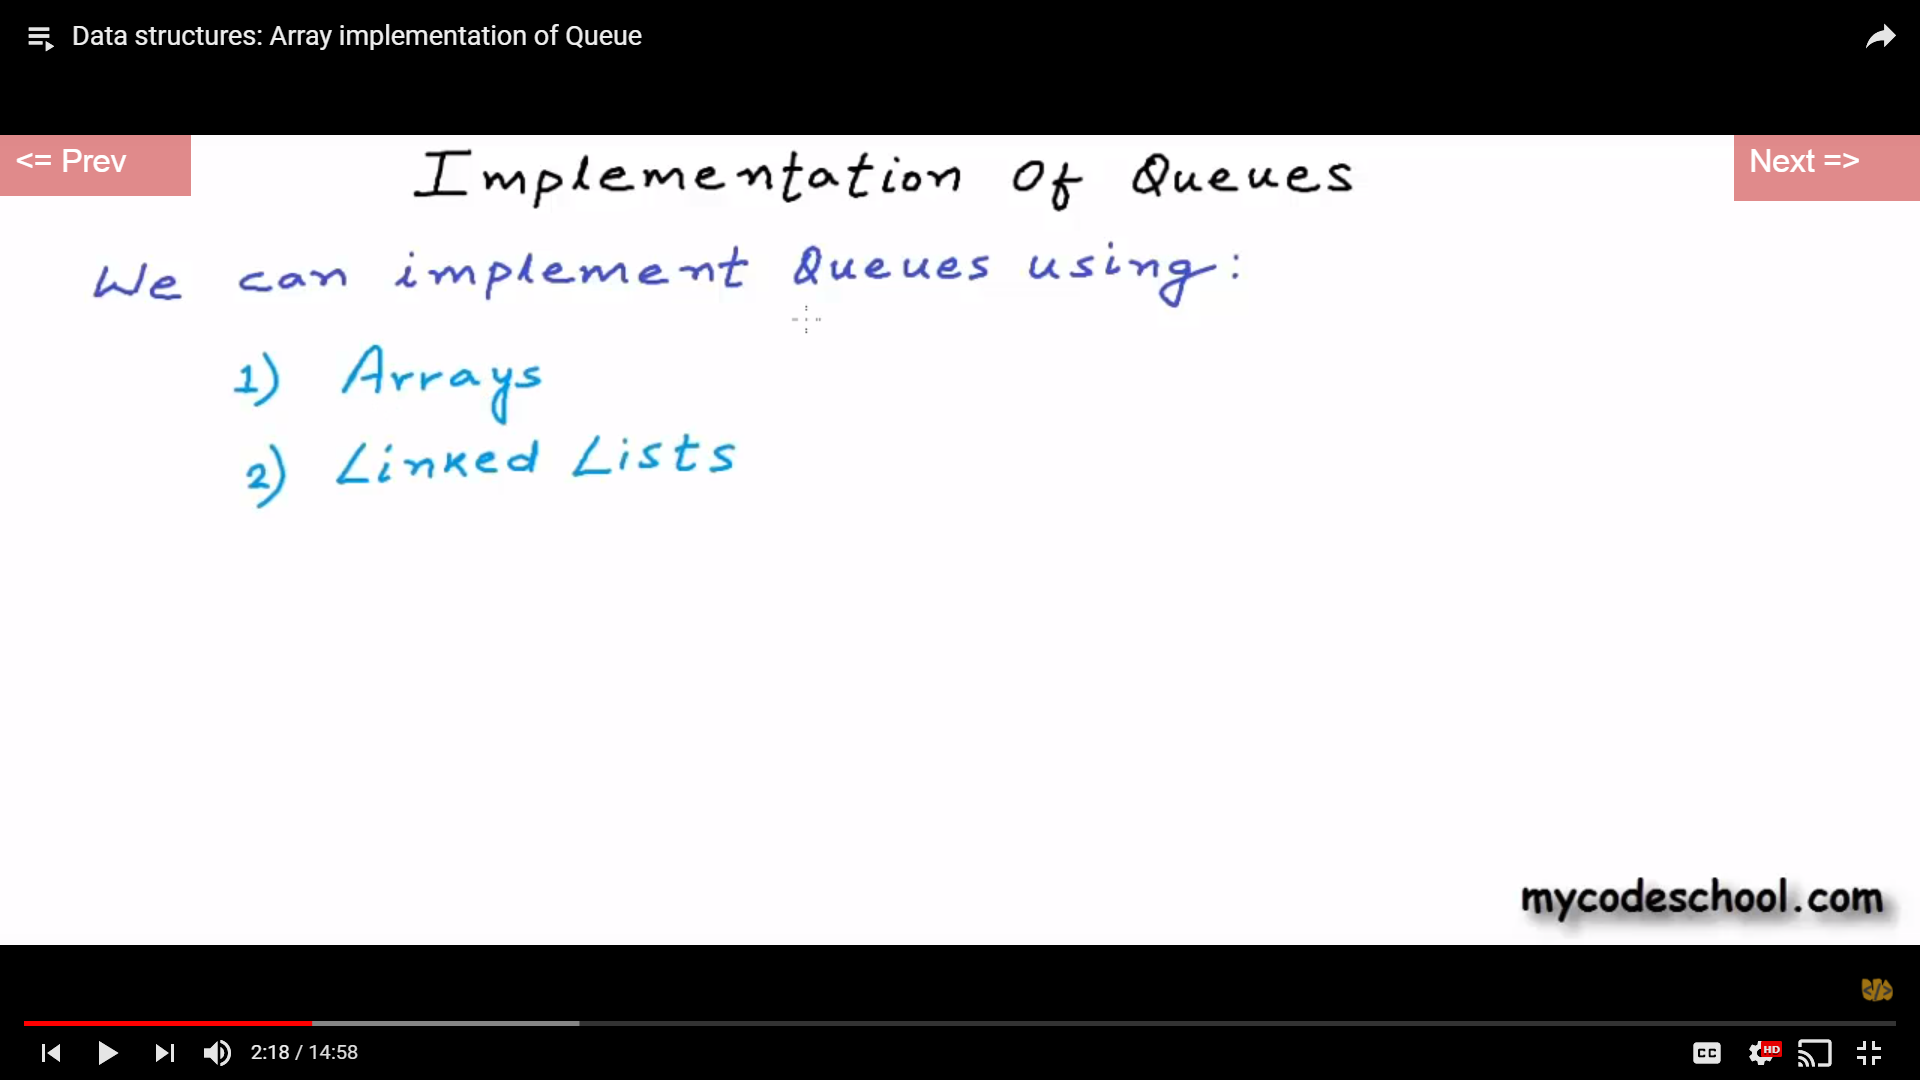 Data structures: Array implementation of Queue
<= Prev
Next =>
Implementation Of Queues
We can implement Queues using:
1) Arrays
2) Linked Lists
mycodeschool.com
</>
2:18 / 14:58
CC
HD